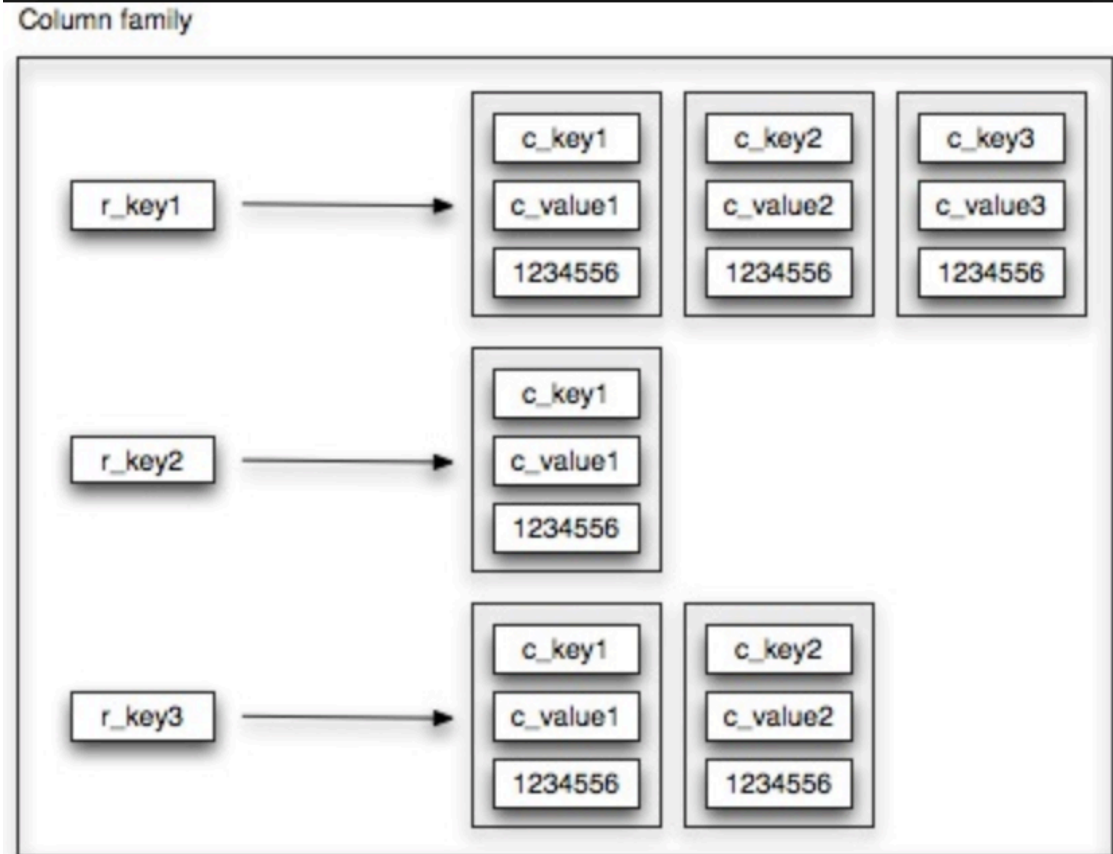 Column family
c_key1 c_key2 c_key3
r_key1 c_value1 c_value2 c_value3
1234556 1234556 1234556
c_key1
r_key2 c_value1
1234556
c_key1 c_key2
r_key3 c_value1 c_value2
1234556 1234556